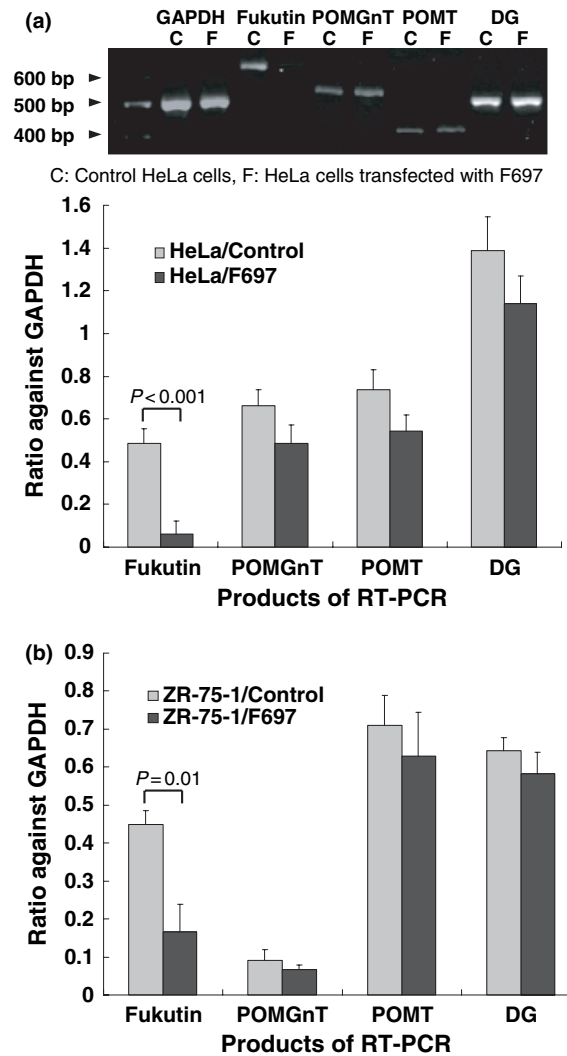 (a)
GAPDH Fukutin POMGnT POMT DG
C F C F C F C F C F
600 bp
500 bp
400 bp
C: Control HeLa cells, F: HeLa cells transfected with F697
1.6
1.4
1.2
1
0.8
0.6
0.4
0.2
0
Ratio against GAPDH
HeLa/Control
HeLa/F697
P < 0.001
Fukutin POMGnT POMT DG
Products of RT-PCR
(b)
0.9
0.8
0.7
0.6
0.5
0.4
0.3
0.2
0.1
0
Ratio against GAPDH
ZR-75-1/Control
ZR-75-1/F697
P = 0.01
Fukutin POMGnT POMT DG
Products of RT-PCR